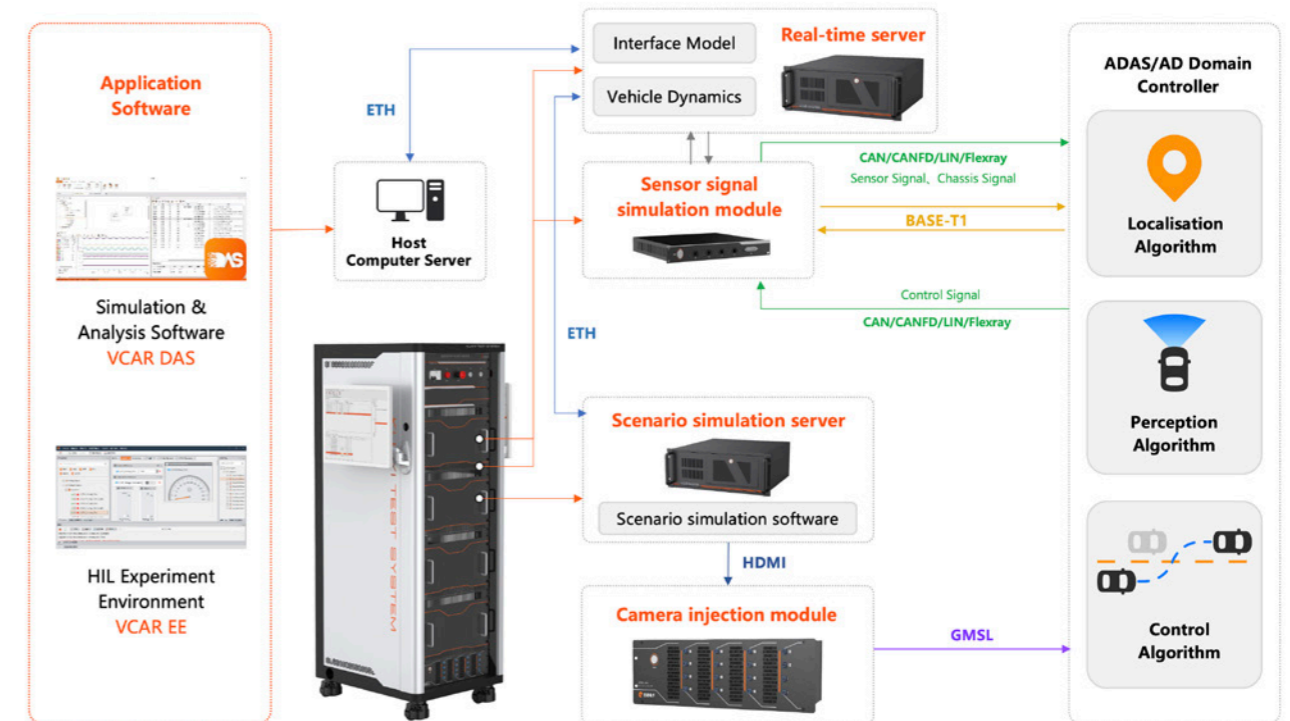 Application
Software
Simulation &
Analysis Software
VCAR DAS
HIL Experiment
Environment
VCAR EE
ETH
Host
Computer Server
TEST SYSTEM
Interface Model
Vehicle Dynamics
Real-time server
Sensor signal
simulation module
CAN/CANFD/LIN/Flexray
Sensor Signal、Chassis Signal
BASE-T1
Control Signal
CAN/CANFD/LIN/Flexray
ETH
Scenario simulation server
Scenario simulation software
HDMI
Camera injection module
GMSL
ADAS/AD Domain
Controller
Localisation
Algorithm
Perception
Algorithm
Control
Algorithm